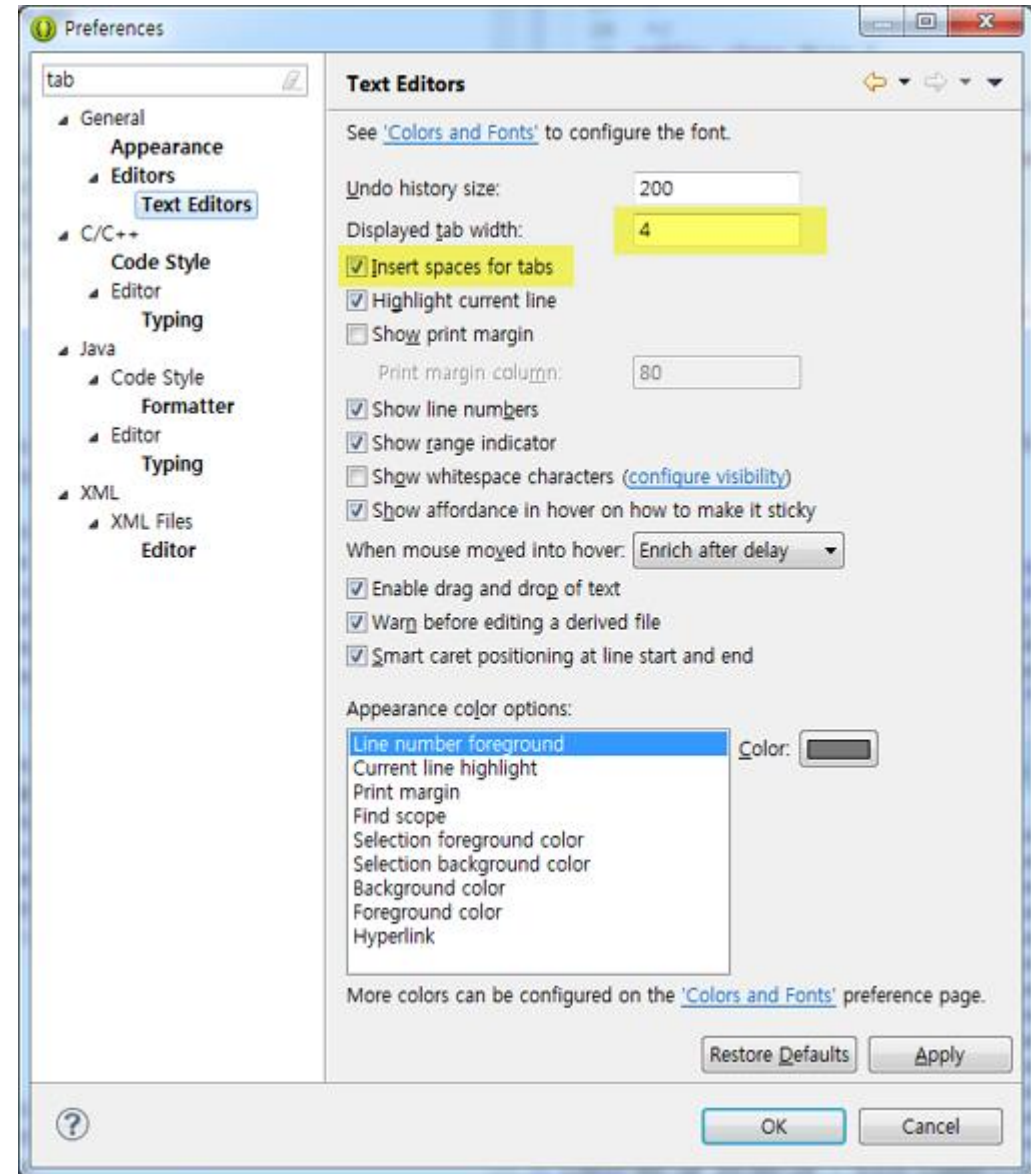 Preferences
tab
General
Appearance
Editors
Text Editors
C/C++
Code Style
Editor
Typing
Java
Code Style
Formatter
Editor
Typing
XML
XML Files
Editor
Text Editors
See 'Colors and Fonts' to configure the font.
Undo history size: 200
Displayed tab width: 4
Insert spaces for tabs
Highlight current line
Show print margin
Print margin column: 80
Show line numbers
Show range indicator
Show whitespace characters (configure visibility)
Show affordance in hover on how to make it sticky
When mouse moved into hover: Enrich after delay
Enable drag and drop of text
Warn before editing a derived file
Smart caret positioning at line start and end
Appearance color options:
Line number foreground
Current line highlight
Print margin
Find scope
Selection foreground color
Selection background color
Background color
Foreground color
Hyperlink
Color:
More colors can be configured on the 'Colors and Fonts' preference page.
Restore Defaults Apply
? OK Cancel